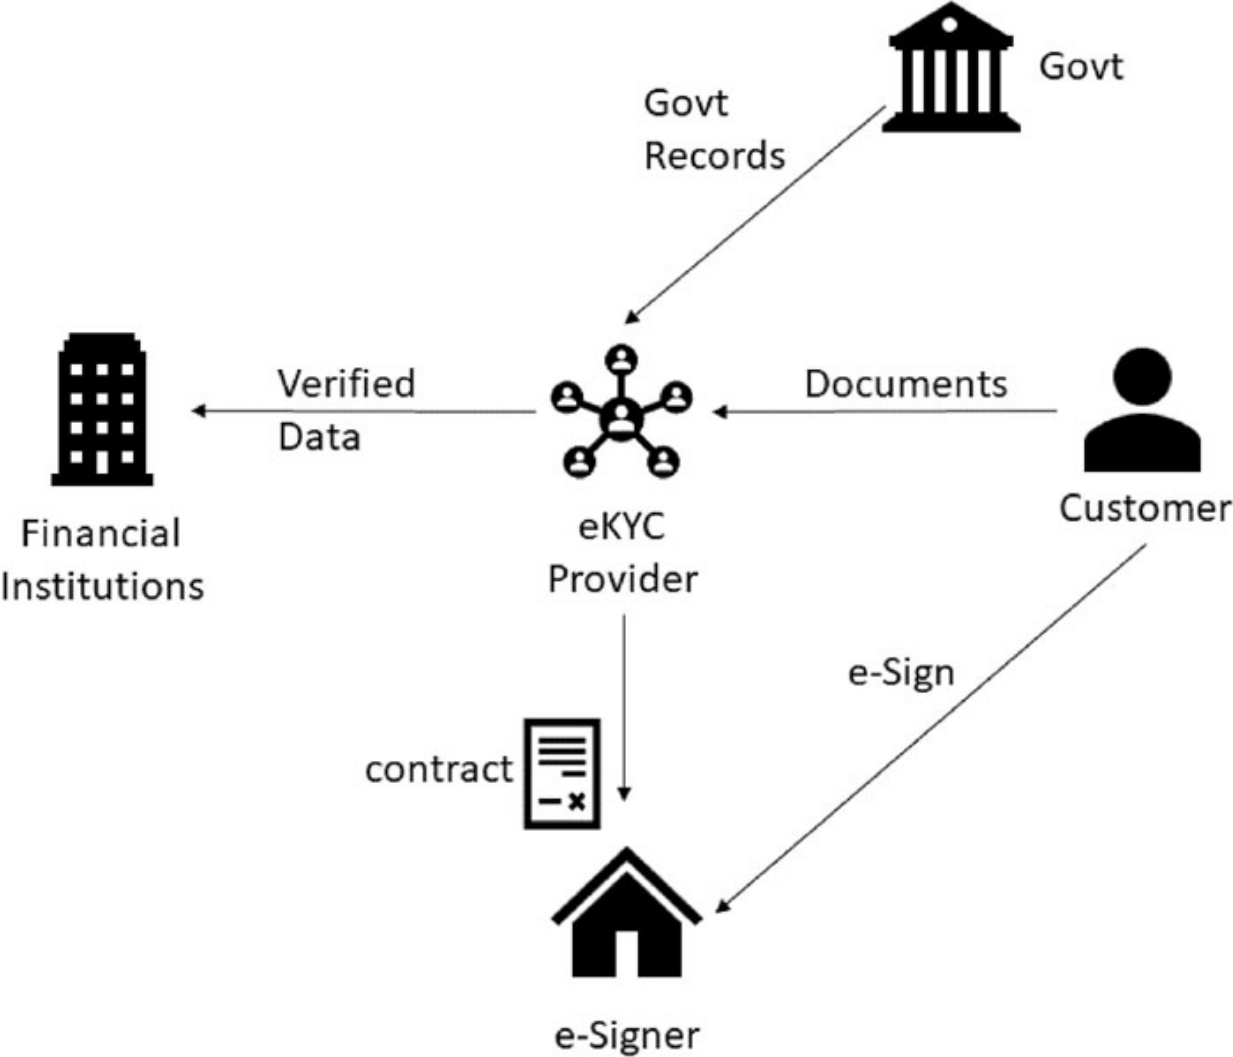 Govt
Govt
Records
Verified
Data
Documents
Financial
Institutions
eKYC
Provider
Customer
e-Sign
contract
e-Signer